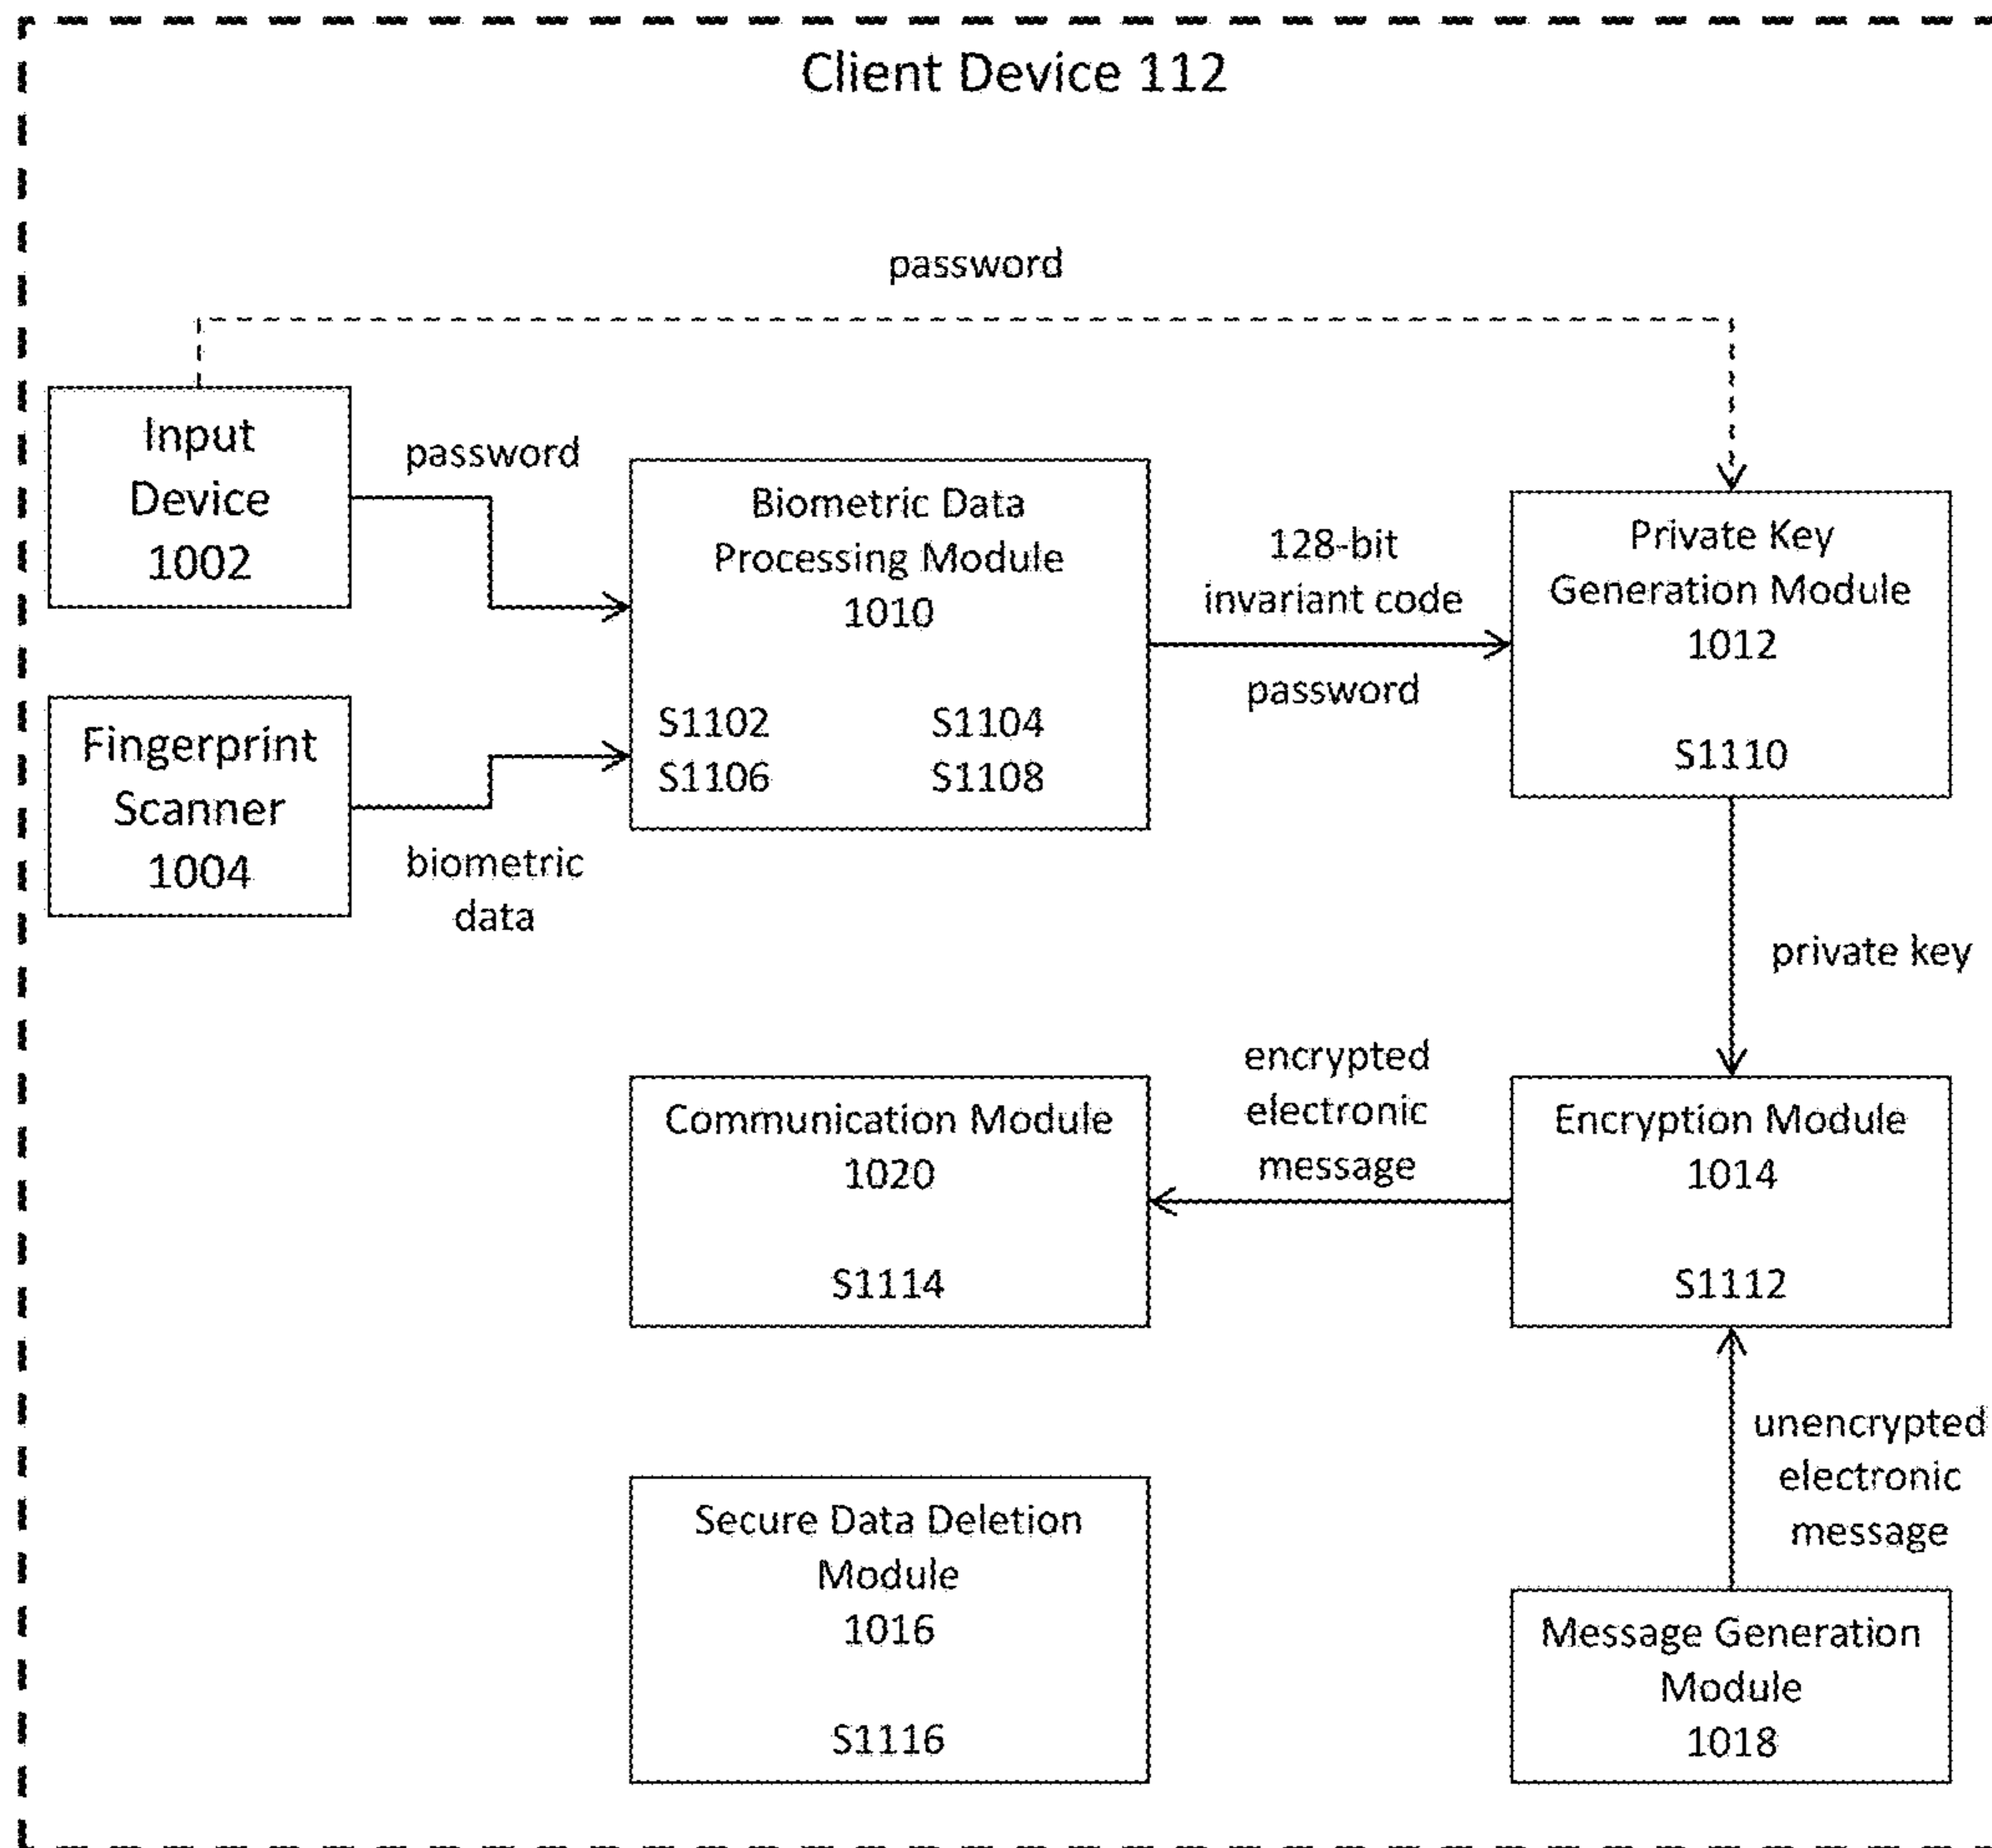 Client Device 112
password
Input
Device
1002
password
Biometric Data
Processing Module
1010
S1102
S1104
S1106
S1108
128-bit
invariant code
password
Private Key
Generation Module
1012
S1110
Fingerprint
Scanner
1004
biometric
data
private key
Communication Module
1020
S1114
encrypted
electronic
message
Encryption Module
1014
S1112
unencrypted
electronic
message
Secure Data Deletion
Module
1016
S1116
Message Generation
Module
1018